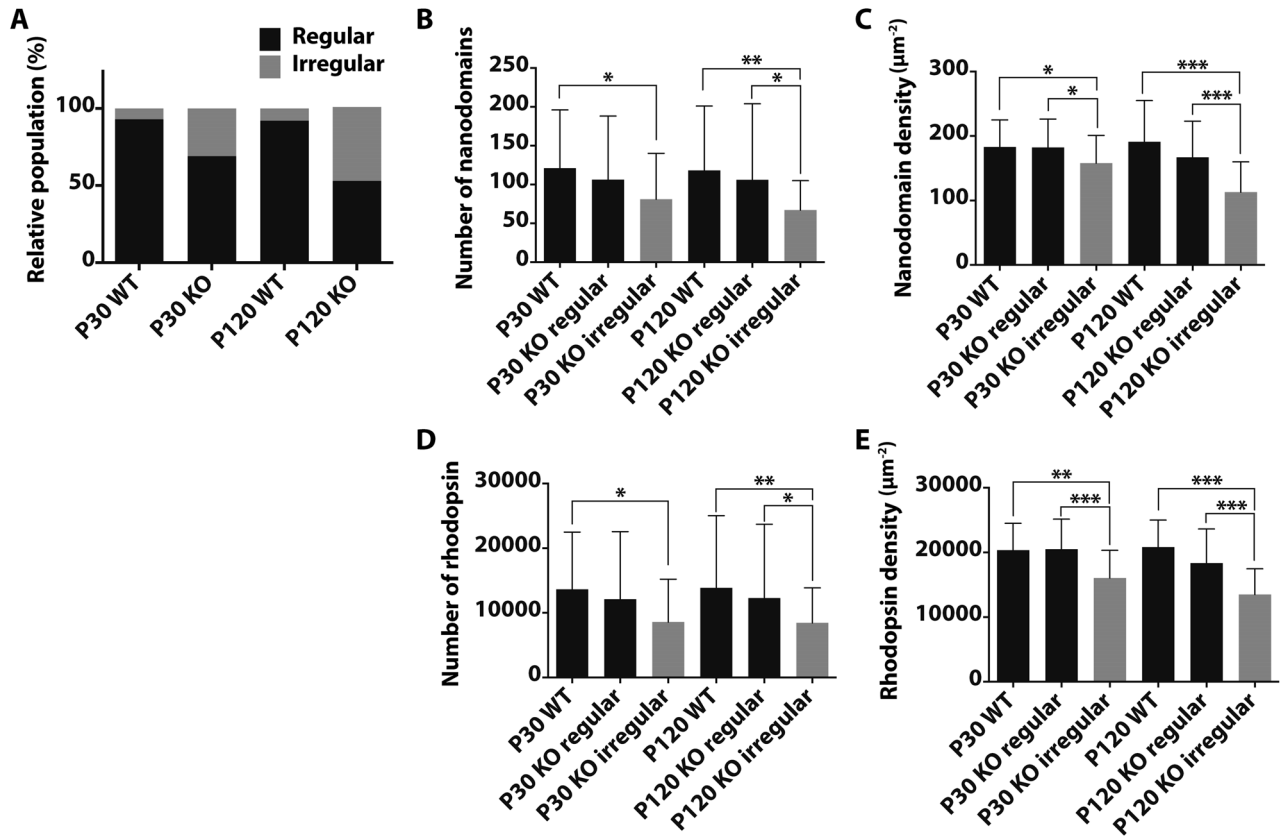 A
Regular
Irregular
Relative population (%)
100
50
0
P30 WT
P30 KO
P120 WT
P120 KO
B
Number of nanodomains
250
200
150
100
50
0
*
**
*
P30 WT
P30 KO regular
P30 KO irregular
P120 WT
P120 KO regular
P120 KO irregular
C
Nanodomain density (μm⁻²)
300
200
100
0
*
*
***
***
P30 WT
P30 KO regular
P30 KO irregular
P120 WT
P120 KO regular
P120 KO irregular
D
Number of rhodopsin
30000
20000
10000
0
*
**
*
P30 WT
P30 KO regular
P30 KO irregular
P120 WT
P120 KO regular
P120 KO irregular
E
Rhodopsin density (μm⁻²)
30000
20000
10000
0
**
***
***
***
P30 WT
P30 KO regular
P30 KO irregular
P120 WT
P120 KO regular
P120 KO irregular